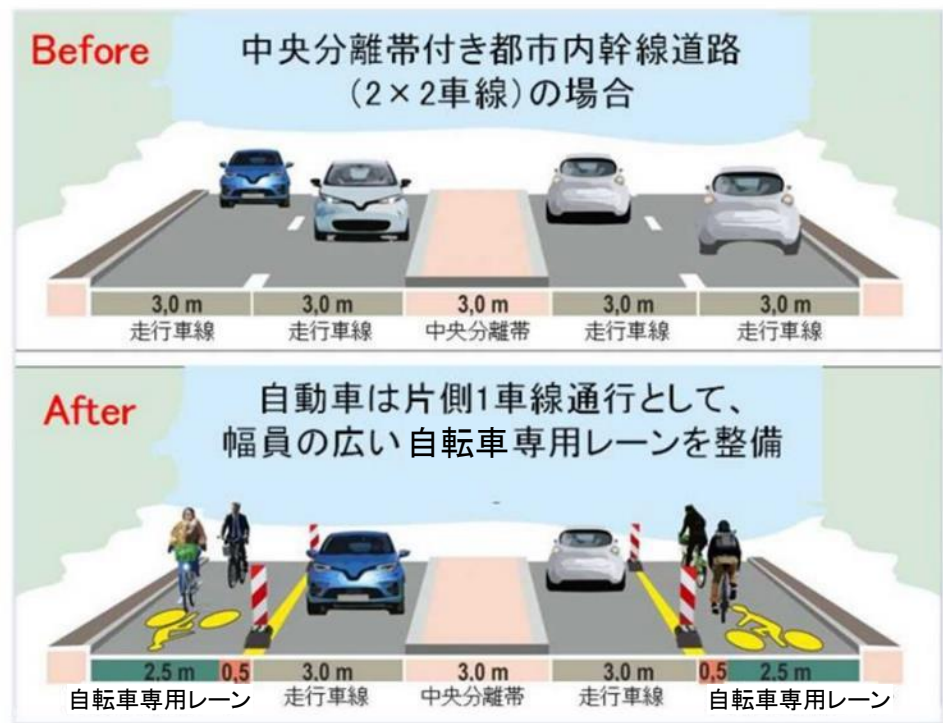 Before
中央分離帯付き都市内幹線道路
(2×2車線)の場合
3,0 m 3,0 m 3,0 m 3,0 m 3,0 m
走行車線 走行車線 中央分離帯 走行車線 走行車線
After
自動車は片側1車線通行として、
幅員の広い自転車専用レーンを整備
2,5 m 0,5 3.0 m 3.0 m 3.0 m 0,5 2.5 m
自転車専用レーン 走行車線 中央分離帯 走行車線 自転車専用レーン